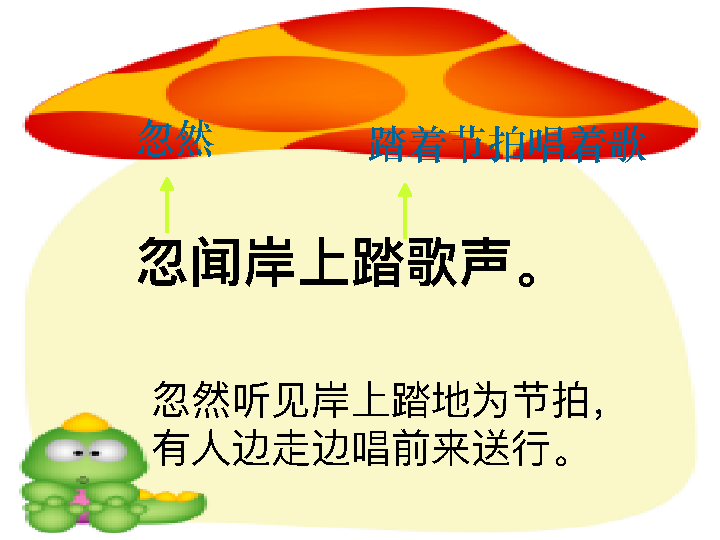 忽然 踏着节拍唱着歌
忽闻岸上踏歌声。
忽然听见岸上踏地为节拍，
有人边走边唱前来送行。